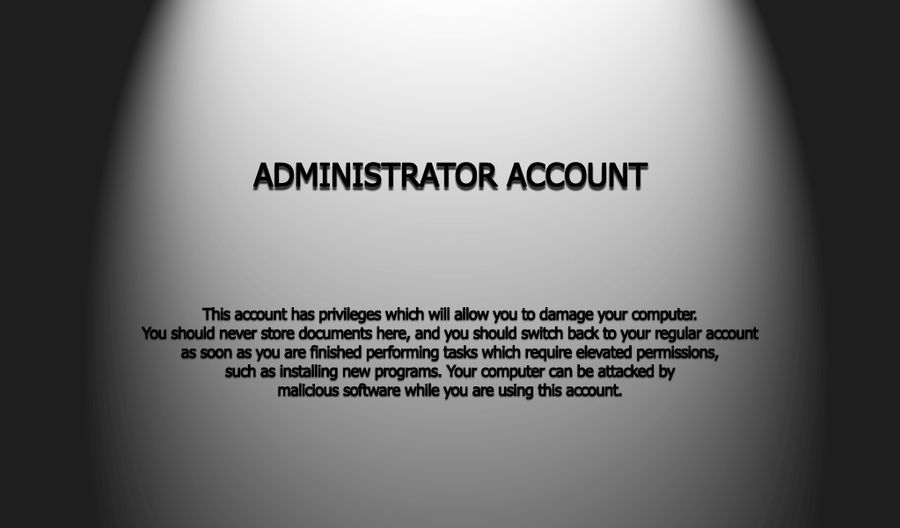 ADMINISTRATOR ACCOUNT
This account has privileges which will allow you to damage your computer.
You should never store documents here, and you should switch back to your regular account
as soon as you are finished performing tasks which require elevated permissions,
such as installing new programs. Your computer can be attacked by
malicious software while you are using this account.